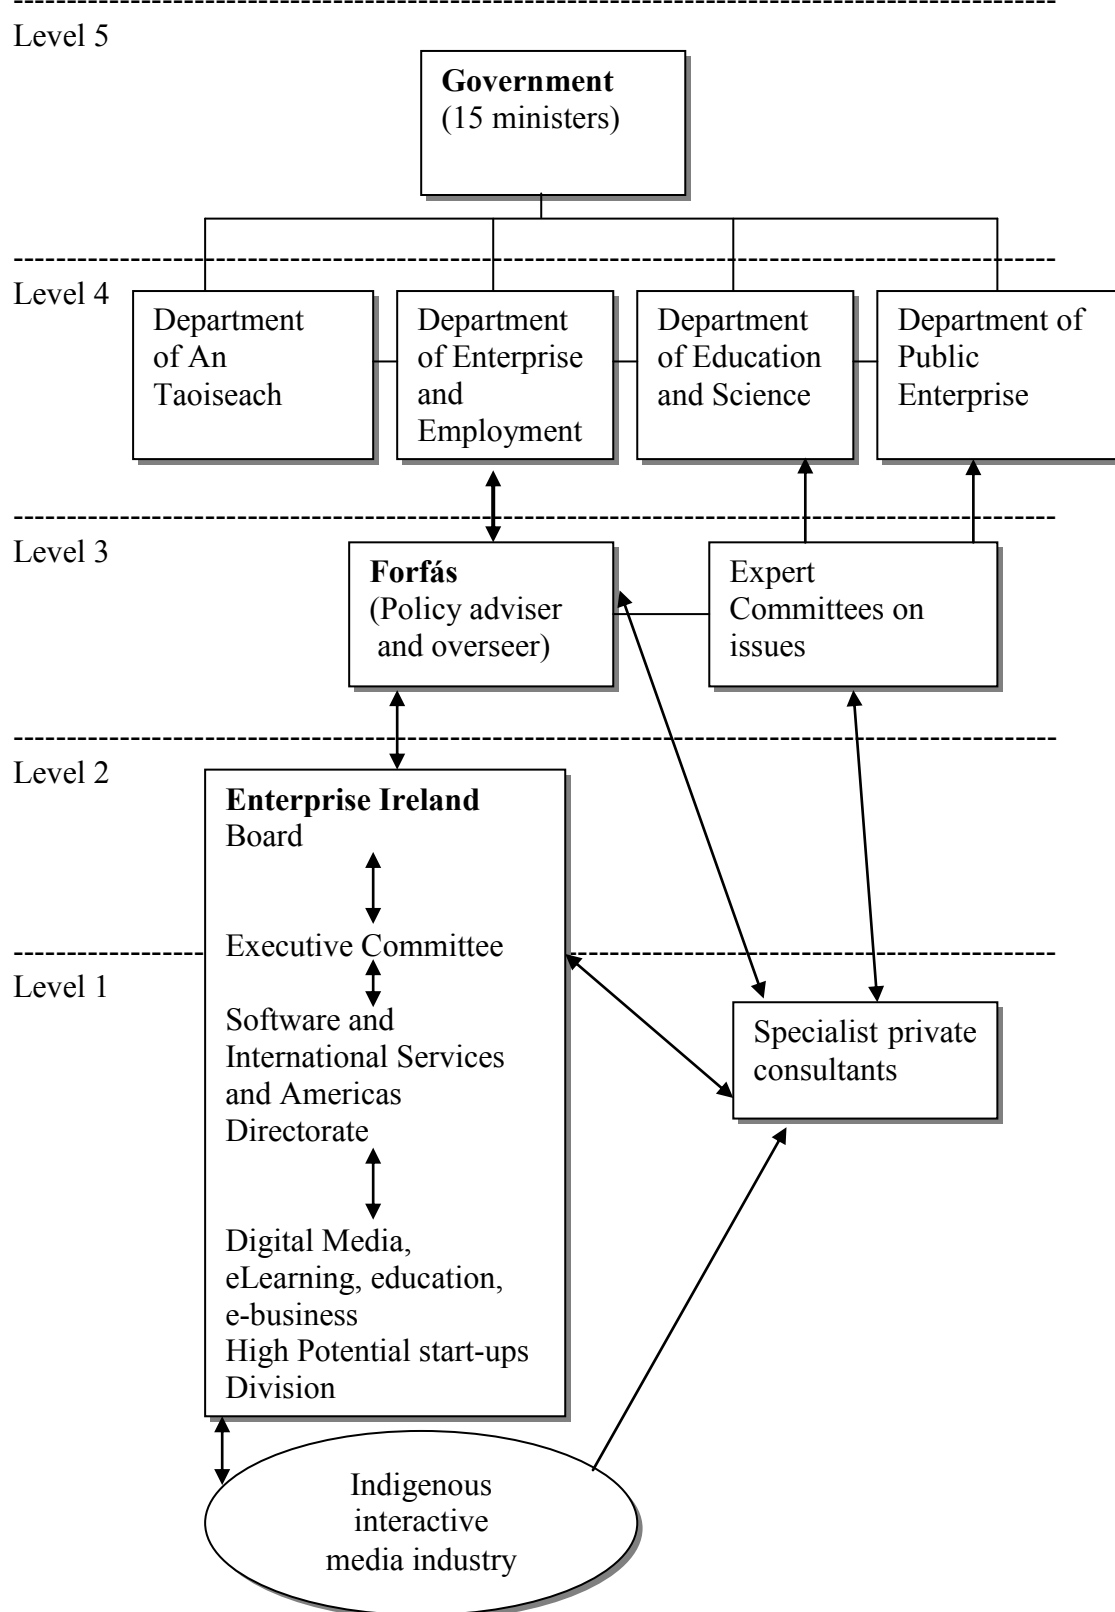 Level 5
Government
(15 ministers)
Level 4
Department
of An
Taoiseach
Department
of Enterprise
and
Employment
Department
of Education
and Science
Department of
Public
Enterprise
Level 3
Forfás
(Policy adviser
and overseer)
Expert
Committees on
issues
Level 2
Enterprise Ireland
Board
Executive Committee
Level 1
Software and
International Services
and Americas
Directorate
Specialist private
consultants
Digital Media,
eLearning, education,
e-business
High Potential start-ups
Division
Indigenous
interactive
media industry